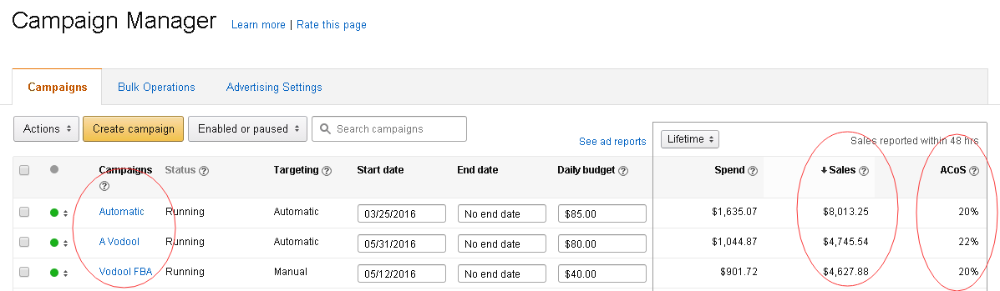 Campaign Manager Learn more | Rate this page
Campaigns Bulk Operations Advertising Settings
Actions Create campaign Enabled or paused Search campaigns See ad reports Lifetime Sales reported within 48 hrs
Campaigns ? Status ? Targeting ? Start date End date Daily budget ? Spend ? Sales ? ACoS ?
Automatic Running Automatic 03/25/2016 No end date $85.00 $1,635.07 $8,013.25 20%
A Vodool Running Automatic 05/31/2016 No end date $80.00 $1,044.87 $4,745.54 22%
Vodool FBA Running Manual 05/12/2016 No end date $40.00 $901.72 $4,627.88 20%